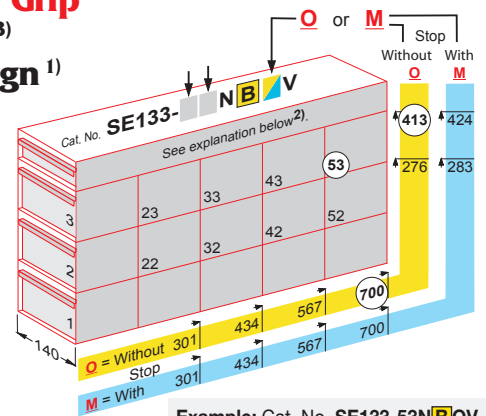 Grip
3)
gn 1)
O or M
Stop
Without With
O M
Cat. No. SE133- N B V
See explanation below2).
413 424
276 283
53
43
33
23
3
52
42
32
22
2
1
140
O = Without 301 434 567 700
Stop
M = With 301 434 567 700
Example: Cat. No. SE133-53NBOV